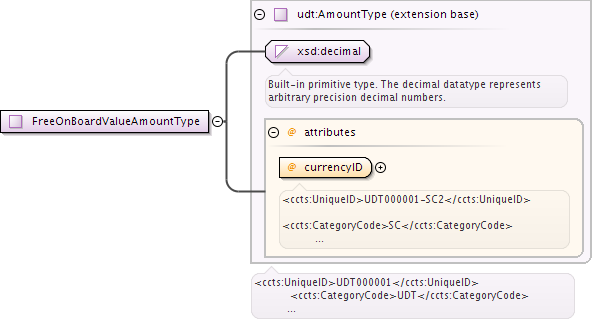 udt:AmountType (extension base)
xsd:decimal
Built-in primitive type. The decimal datatype represents
arbitrary precision decimal numbers.
FreeOnBoardValueAmountType
@ attributes
@ currencyID
<ccts:UniqueID>UDT000001-SC2</ccts:UniqueID>
<ccts:CategoryCode>SC</ccts:CategoryCode>
...
<ccts:UniqueID>UDT000001</ccts:UniqueID>
<ccts:CategoryCode>UDT</ccts:CategoryCode>
...